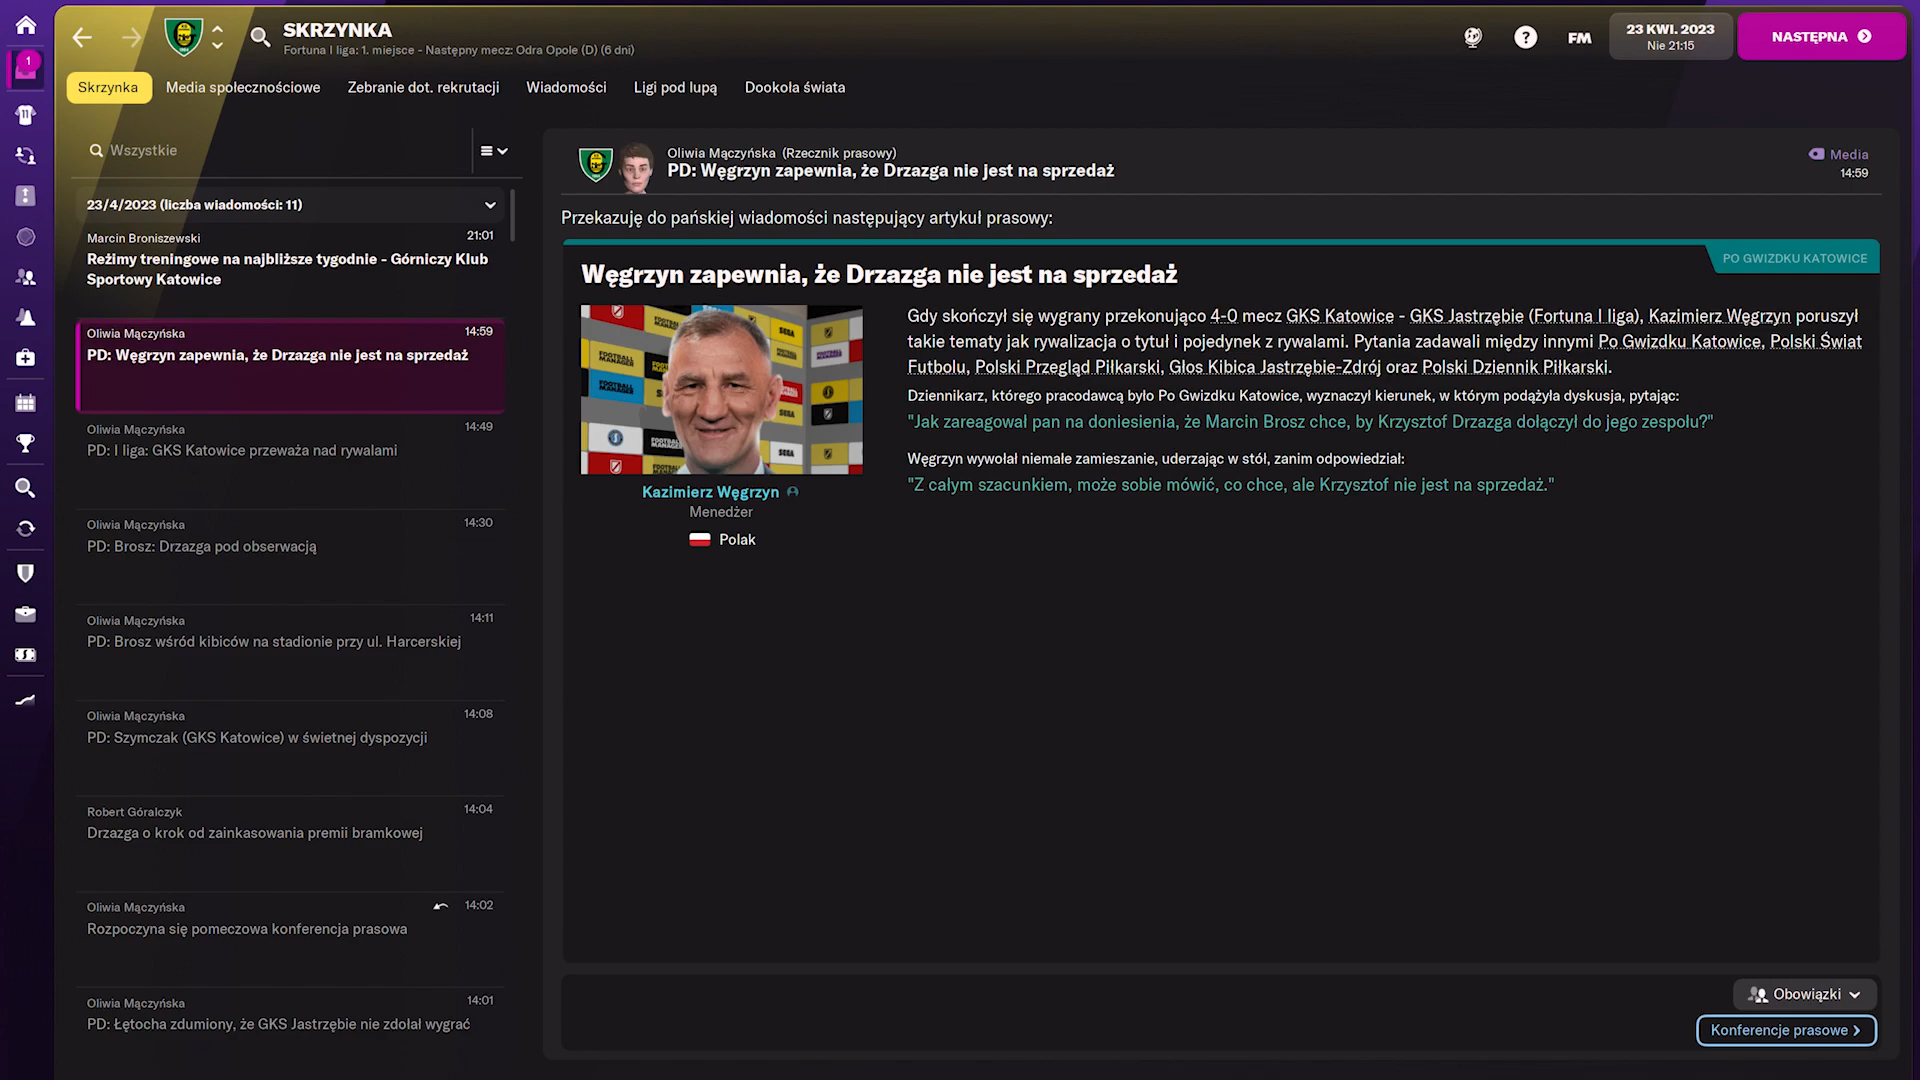 SKRZYNKA
Fortuna I liga: 1. miejsce - Następny mecz: Odra Opole (D) (6 dni)
FM
23 KWI. 2023
Nie 21:15
NASTĘPNA
1
Skrzynka
Media społecznościowe
Zebranie dot. rekrutacji
Wiadomości
Ligi pod lupą
Dookoła świata
Wszystkie
23/4/2023 (liczba wiadomości: 11)
Marcin Broniszewski
21:01
Reżimy treningowe na najbliższe tygodnie - Górniczy Klub
Sportowy Katowice
Oliwia Mączyńska
14:59
PD: Węgrzyn zapewnia, że Drzazga nie jest na sprzedaż
Oliwia Mączyńska
14:49
PD: I liga: GKS Katowice przeważa nad rywalami
Oliwia Mączyńska
14:30
PD: Brosz: Drzazga pod obserwacją
Oliwia Mączyńska
14:11
PD: Brosz wśród kibiców na stadionie przy ul. Harcerskiej
Oliwia Mączyńska
14:08
PD: Szymczak (GKS Katowice) w świetnej dyspozycji
Robert Góralczyk
14:04
Drzazga o krok od zainkasowania premii bramkowej
Oliwia Mączyńska
14:02
Rozpoczyna się pomeczowa konferencja prasowa
Oliwia Mączyńska
14:01
PD: Łętocha zdumiony, że GKS Jastrzębie nie zdołał wygrać
Oliwia Mączyńska (Rzecznik prasowy)
PD: Węgrzyn zapewnia, że Drzazga nie jest na sprzedaż
Media
14:59
Przekazuję do pańskiej wiadomości następujący artykuł prasowy:
PO GWIZDKU KATOWICE
Węgrzyn zapewnia, że Drzazga nie jest na sprzedaż
Gdy skończył się wygrany przekonująco 4-0 mecz GKS Katowice - GKS Jastrzębie (Fortuna I liga), Kazimierz Węgrzyn poruszył
takie tematy jak rywalizacja o tytuł i pojedynek z rywalami. Pytania zadawali między innymi Po Gwizdku Katowice, Polski Świat
Futbolu, Polski Przegląd Piłkarski, Głos Kibica Jastrzębie-Zdrój oraz Polski Dziennik Piłkarski.
Dziennikarz, którego pracodawcą było Po Gwizdku Katowice, wyznaczył kierunek, w którym podążyła dyskusja, pytając:
"Jak zareagował pan na doniesienia, że Marcin Brosz chce, by Krzysztof Drzazga dołączył do jego zespołu?"
Węgrzyn wywołał niemałe zamieszanie, uderzając w stół, zanim odpowiedział:
"Z całym szacunkiem, może sobie mówić, co chce, ale Krzysztof nie jest na sprzedaż."
Kazimierz Węgrzyn
Menedżer
Polak
Obowiązki
Konferencje prasowe